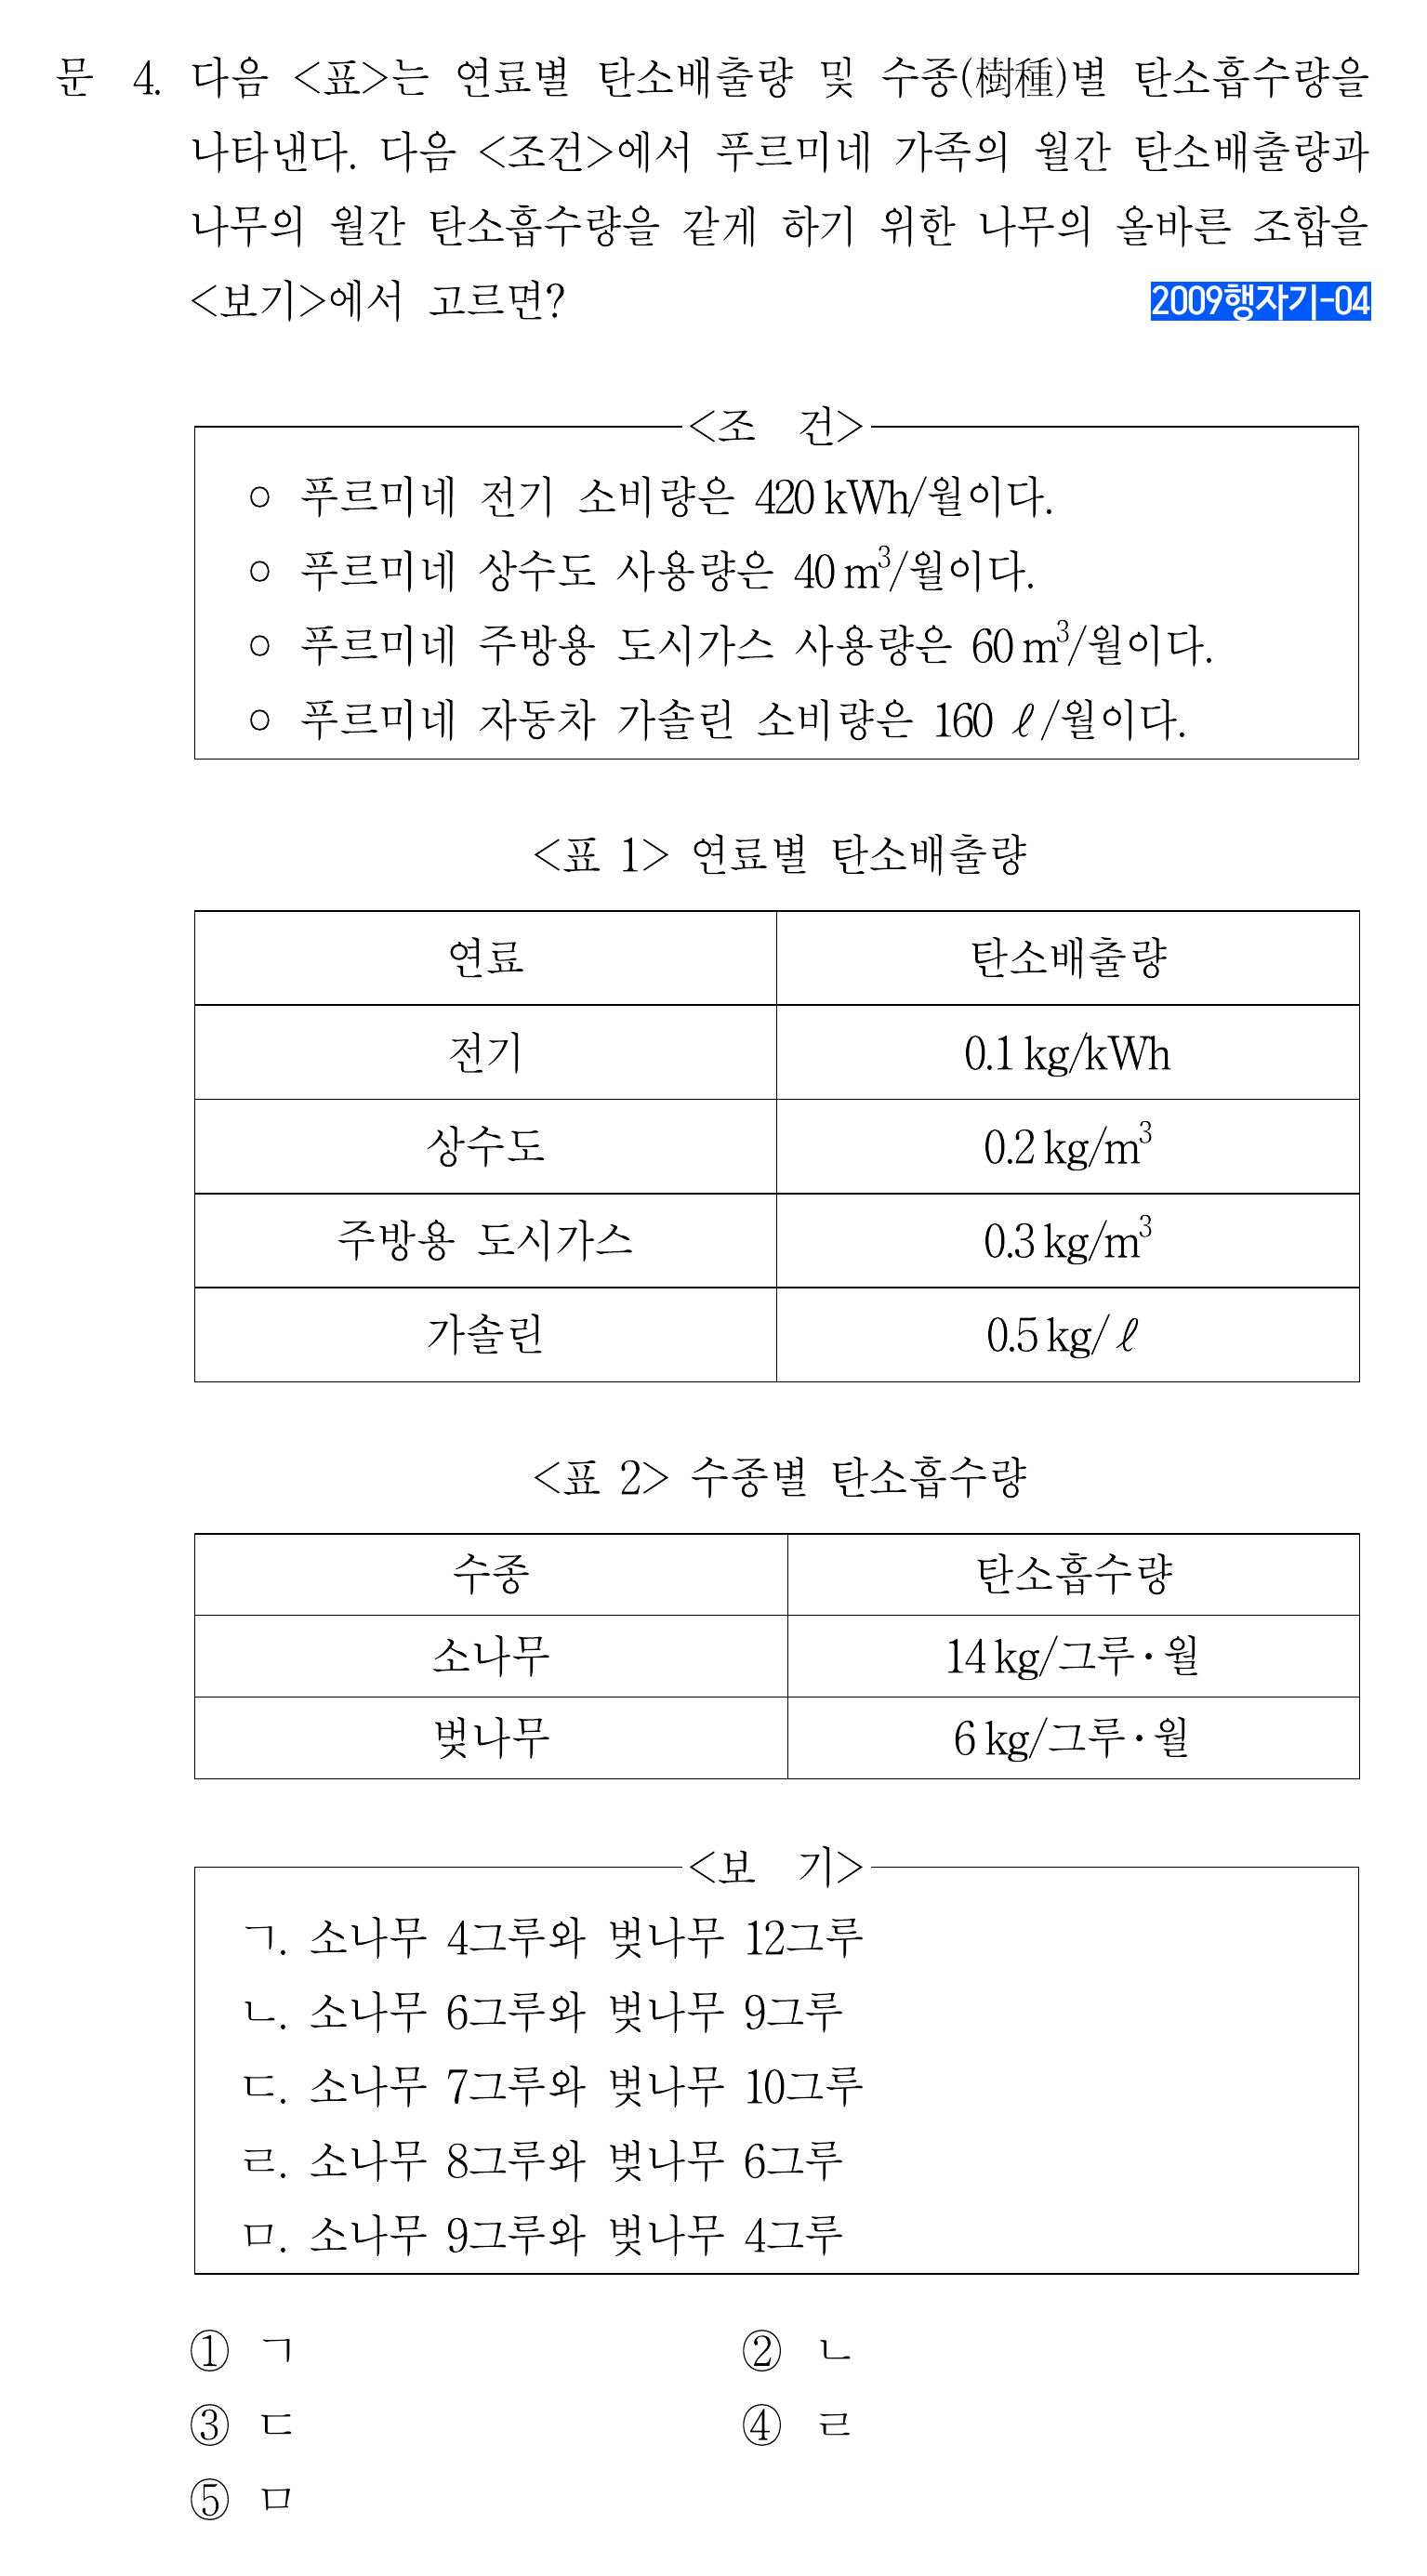 문 4. 다음 <표>는 연료별 탄소배출량 및 수종(樹種)별 탄소흡수량을
나타낸다. 다음 <조건>에서 푸르미네 가족의 월간 탄소배출량과
나무의 월간 탄소흡수량을 같게 하기 위한 나무의 올바른 조합을
<보기>에서 고르면? 2009행자기-04
<조 건>
○ 푸르미네 전기 소비량은 420 kWh/월이다.
○ 푸르미네 상수도 사용량은 40 m³/월이다.
○ 푸르미네 주방용 도시가스 사용량은 60 m³/월이다.
○ 푸르미네 자동차 가솔린 소비량은 160 ℓ/월이다.
<표 1> 연료별 탄소배출량
연료 탄소배출량
전기 0.1 kg/kWh
상수도 0.2 kg/m³
주방용 도시가스 0.3 kg/m³
가솔린 0.5 kg/ℓ
<표 2> 수종별 탄소흡수량
수종 탄소흡수량
소나무 14 kg/그루·월
벚나무 6 kg/그루·월
<보 기>
ㄱ. 소나무 4그루와 벚나무 12그루
ㄴ. 소나무 6그루와 벚나무 9그루
ㄷ. 소나무 7그루와 벚나무 10그루
ㄹ. 소나무 8그루와 벚나무 6그루
ㅁ. 소나무 9그루와 벚나무 4그루
① ㄱ ② ㄴ
③ ㄷ ④ ㄹ
⑤ ㅁ